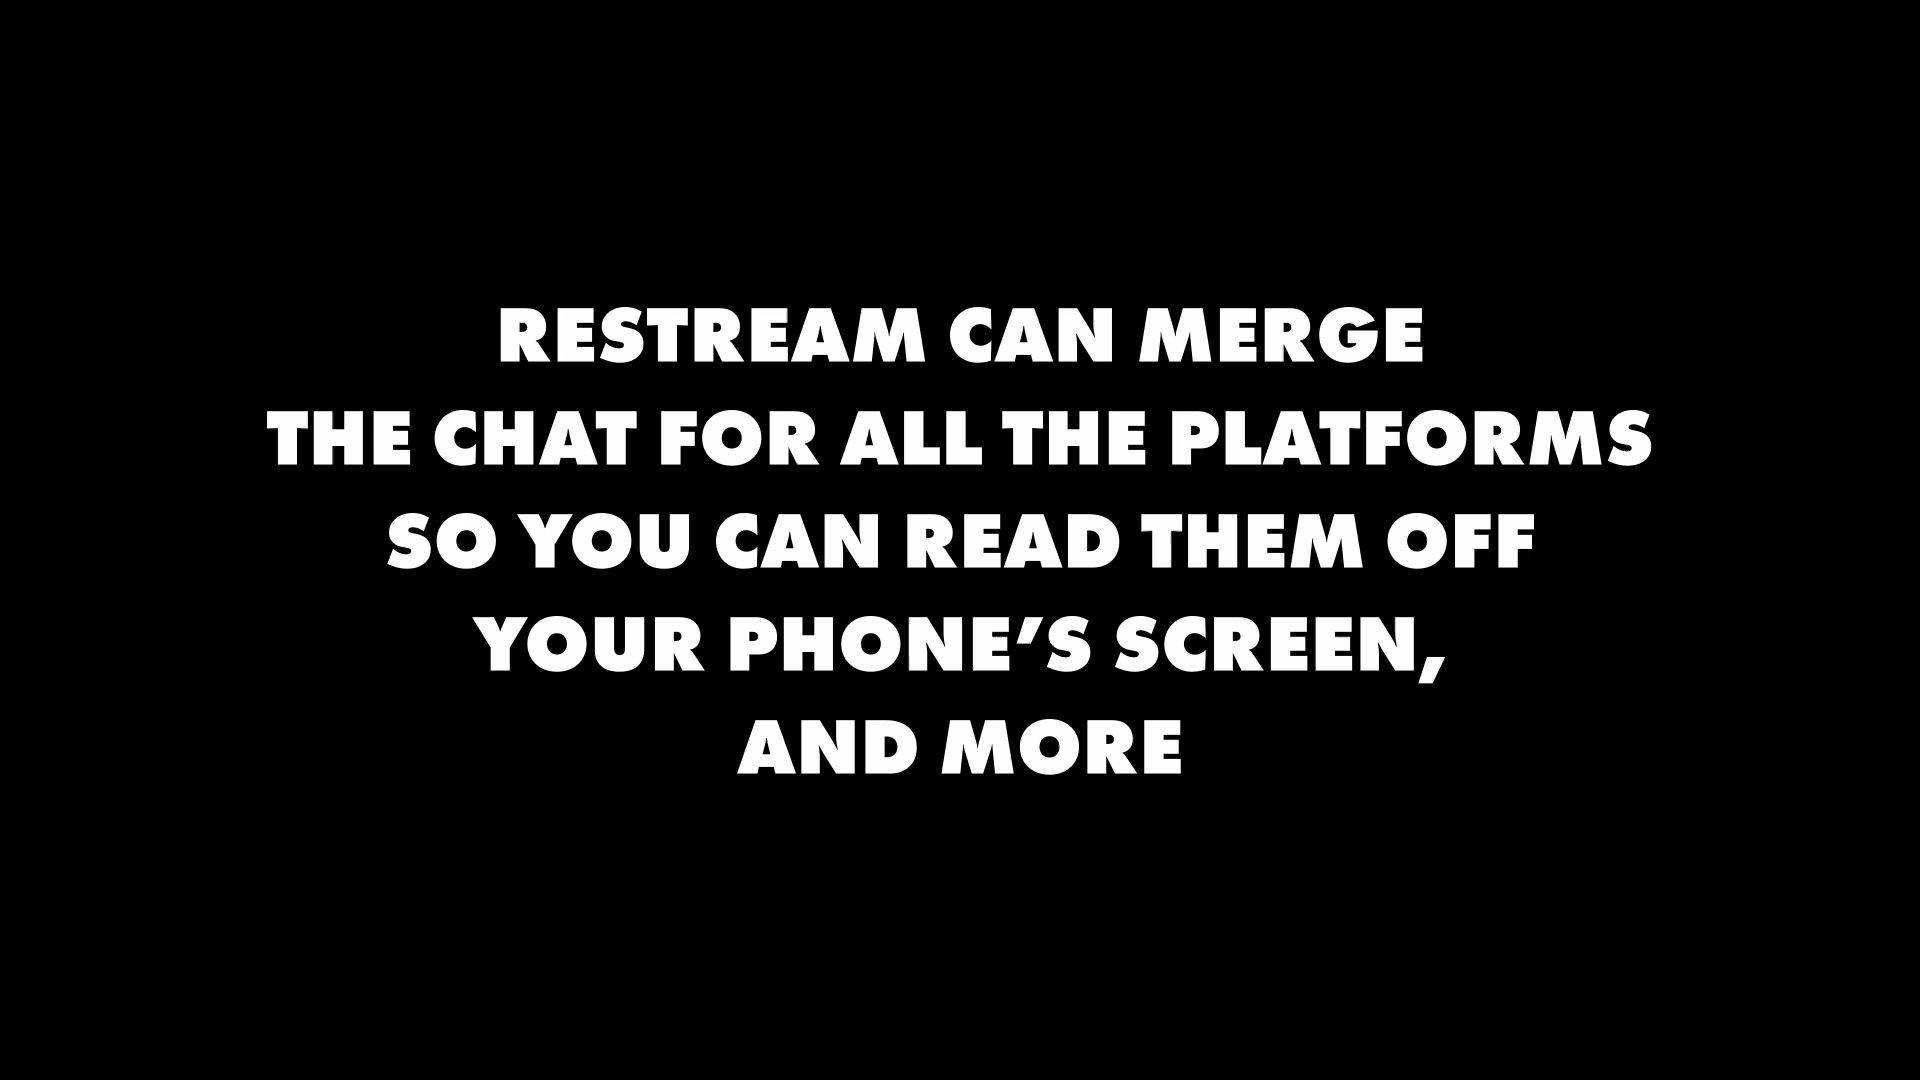 RESTREAM CAN MERGE
THE CHAT FOR ALL THE PLATFORMS
SO YOU CAN READ THEM OFF
YOUR PHONE’S SCREEN,
AND MORE